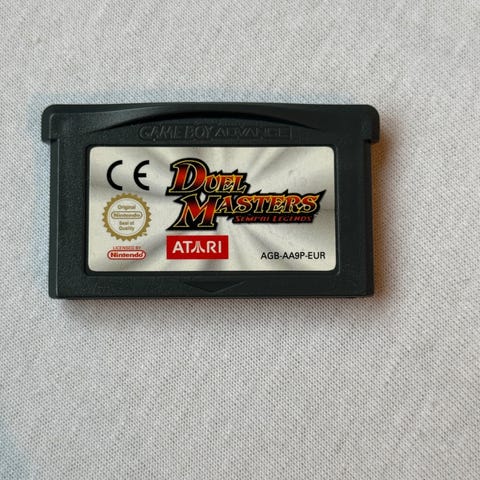 GAME BOY ADVANCE
CE
DUEL
MASTERS
SEMPAI LEGENDS
Original
Nintendo
Seal of
Quality
LICENSED BY
Nintendo
ATARI
AGB-AA9P-EUR